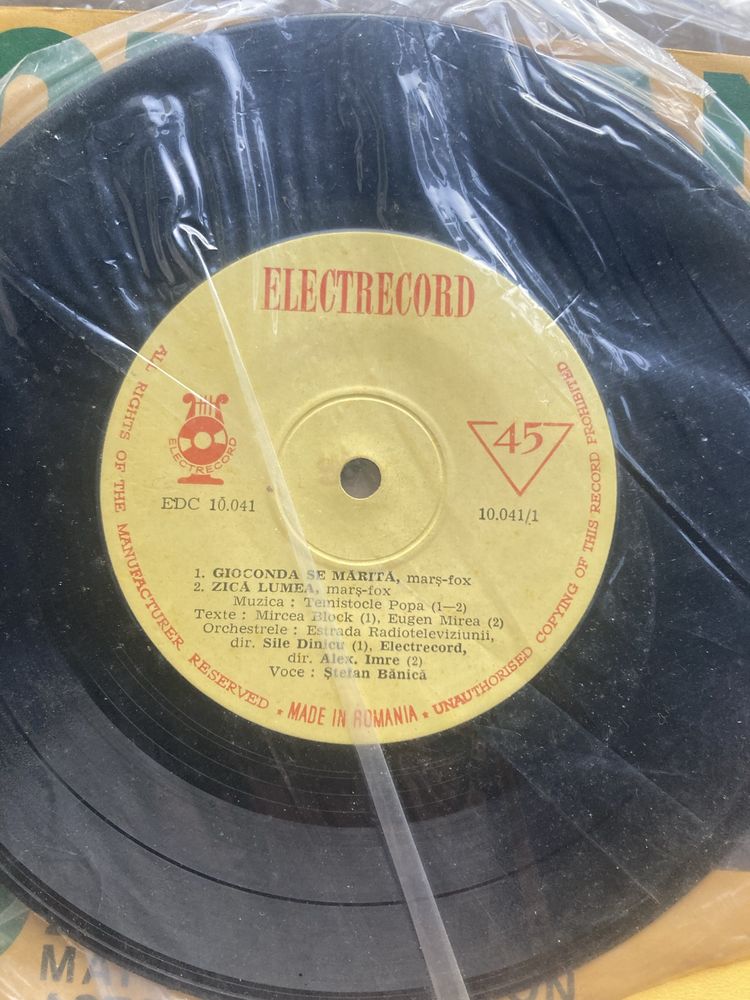 ELECTRECORD
ALL RIGHTS OF THE MANUFACTURER RESERVED ★ MADE IN ROMANIA ★ UNAUTHORISED COPYING OF THIS RECORD PROHIBITED
ELECTRECORD
45
EDC 10.041
10.041/1
1. GIOCONDA SE MĂRITĂ, marș-fox
2. ZICĂ LUMEA, marș-fox
Muzica : Temistocle Popa (1—2)
Texte : Mircea Block (1), Eugen Mirea (2)
Orchestrele : Estrada Radioteleviziunii,
dir. Sile Dinicu (1), Electrecord,
dir. Alex. Imre (2)
Voce : Ștefan Bănică